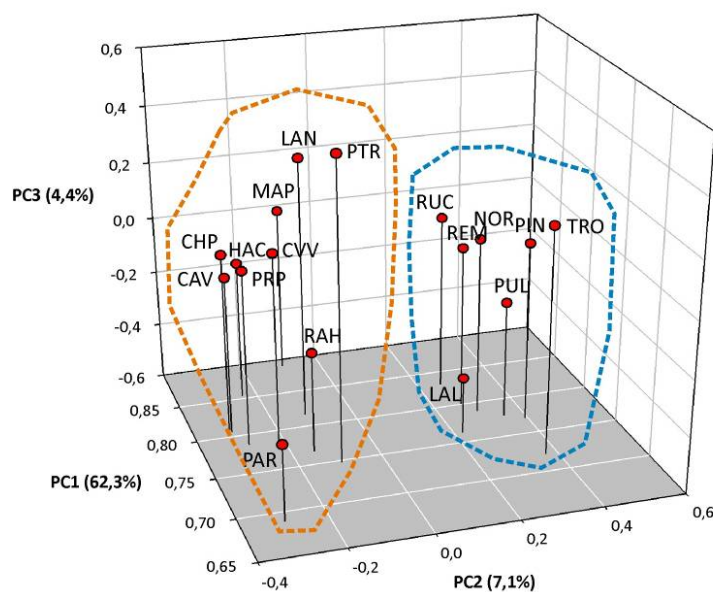 0,6
0,4
0,2
PC3 (4,4%)
0,0
-0,2
-0,4
-0,6
LAN
PTR
MAP
CHP
HAC
CVV
CAV
PRP
RAH
PAR
RUC
NOR
REM
PIN
TRO
PUL
LAL
0,85
0,80
PC1 (62,3%)
0,75
0,70
0,65
-0,4
-0,2
0,0
0,2
0,4
0,6
PC2 (7,1%)